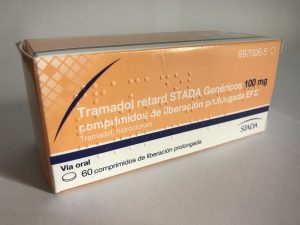 697006.5
Tramadol retard STADA Genéricos 100 mg
comprimidos de liberación prolongada EFG
Tramadol, hidrocloruro
Vía oral
60 comprimidos de liberación prolongada
STADA